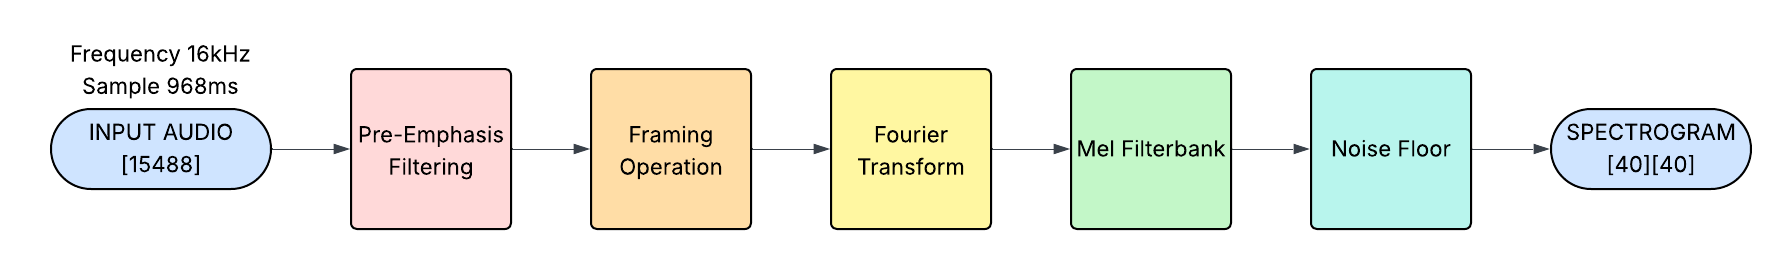 Frequency 16kHz
Sample 968ms
INPUT AUDIO
[15488]
Pre-Emphasis
Filtering
Framing
Operation
Fourier
Transform
Mel Filterbank
Noise Floor
SPECTROGRAM
[40][40]